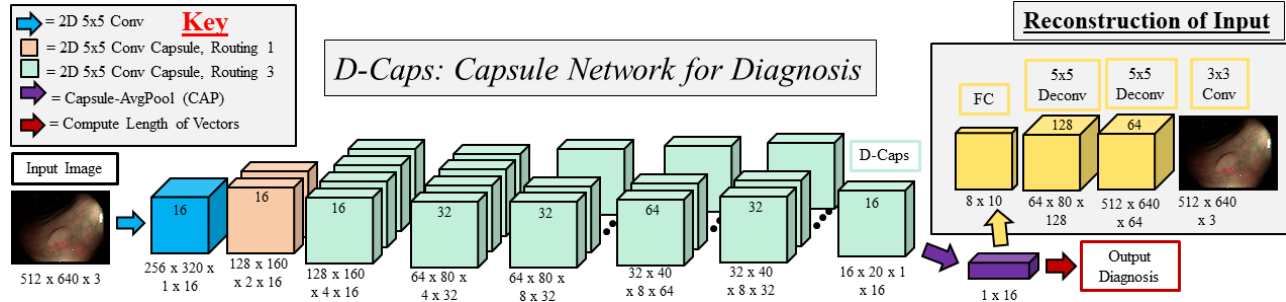 Key
= 2D 5x5 Conv
= 2D 5x5 Conv Capsule, Routing 1
= 2D 5x5 Conv Capsule, Routing 3
= Capsule-AvgPool (CAP)
= Compute Length of Vectors
D-Caps: Capsule Network for Diagnosis
Reconstruction of Input
FC
5x5
Deconv
5x5
Deconv
3x3
Conv
128
64
8 x 10
64 x 80 x
128
512 x 640
x 64
512 x 640
x 3
Input Image
512 x 640 x 3
16
256 x 320 x
1 x 16
16
128 x 160
x 2 x 16
16
128 x 160
x 4 x 16
32
64 x 80 x
4 x 32
32
64 x 80 x
8 x 32
64
32 x 40
x 8 x 64
32
32 x 40
x 8 x 32
D-Caps
16
16 x 20 x 1
x 16
1 x 16
Output
Diagnosis